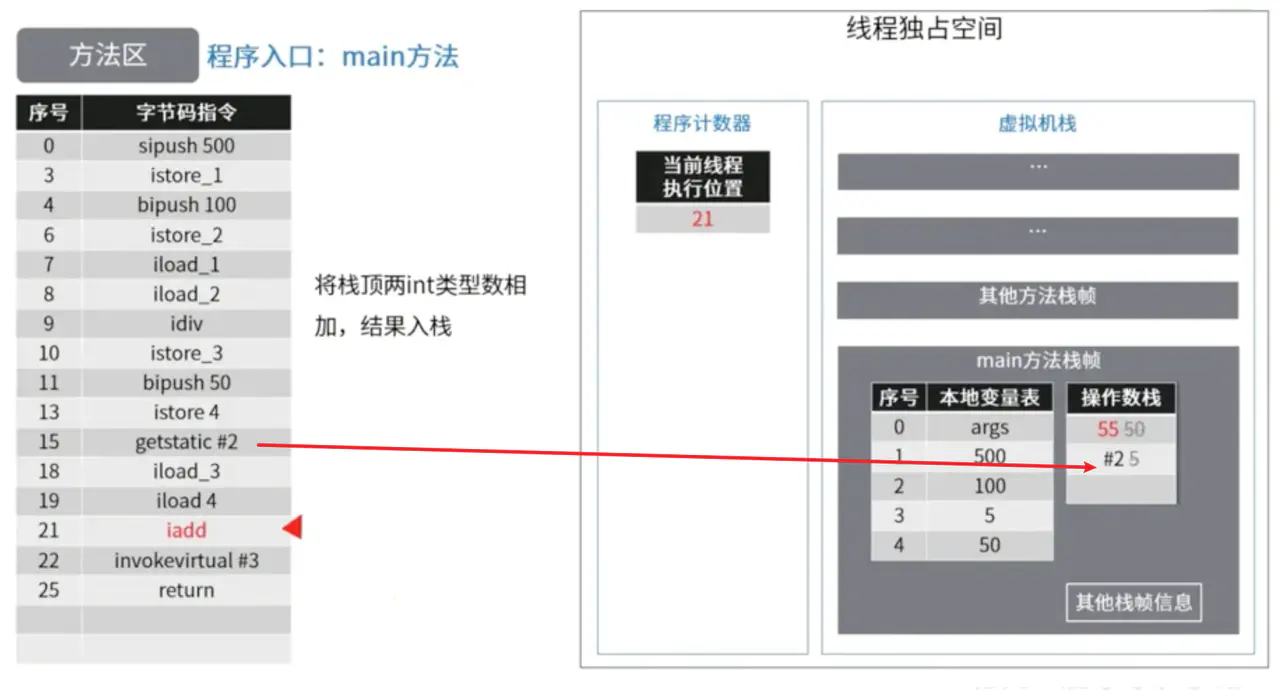 方法区
程序入口：main方法
序号 字节码指令
0 sipush 500
3 istore_1
4 bipush 100
6 istore_2
7 iload_1
8 iload_2
9 idiv
10 istore_3
11 bipush 50
13 istore 4
15 getstatic #2
18 iload_3
19 iload 4
21 iadd
22 invokevirtual #3
25 return
将栈顶两int类型数相
加，结果入栈
线程独占空间
程序计数器
当前线程
执行位置
21
虚拟机栈
...
...
其他方法栈帧
main方法栈帧
序号 本地变量表
0 args
1 500
2 100
3 5
4 50
操作数栈
55 50
#2 5
其他栈帧信息